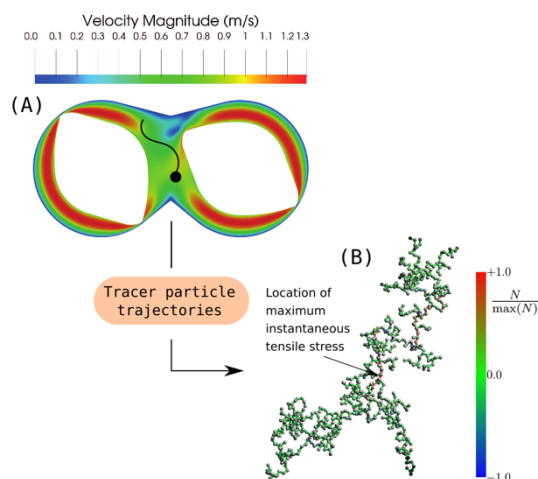 Velocity Magnitude (m/s)
0.0 0.1 0.2 0.3 0.4 0.5 0.6 0.7 0.8 0.9 1 1.1 1.2 1.3
(A)
(B)
Tracer particle
trajectories
Location of
maximum
instantaneous
tensile stress
+1.0
N
max(N)
0.0
−1.0